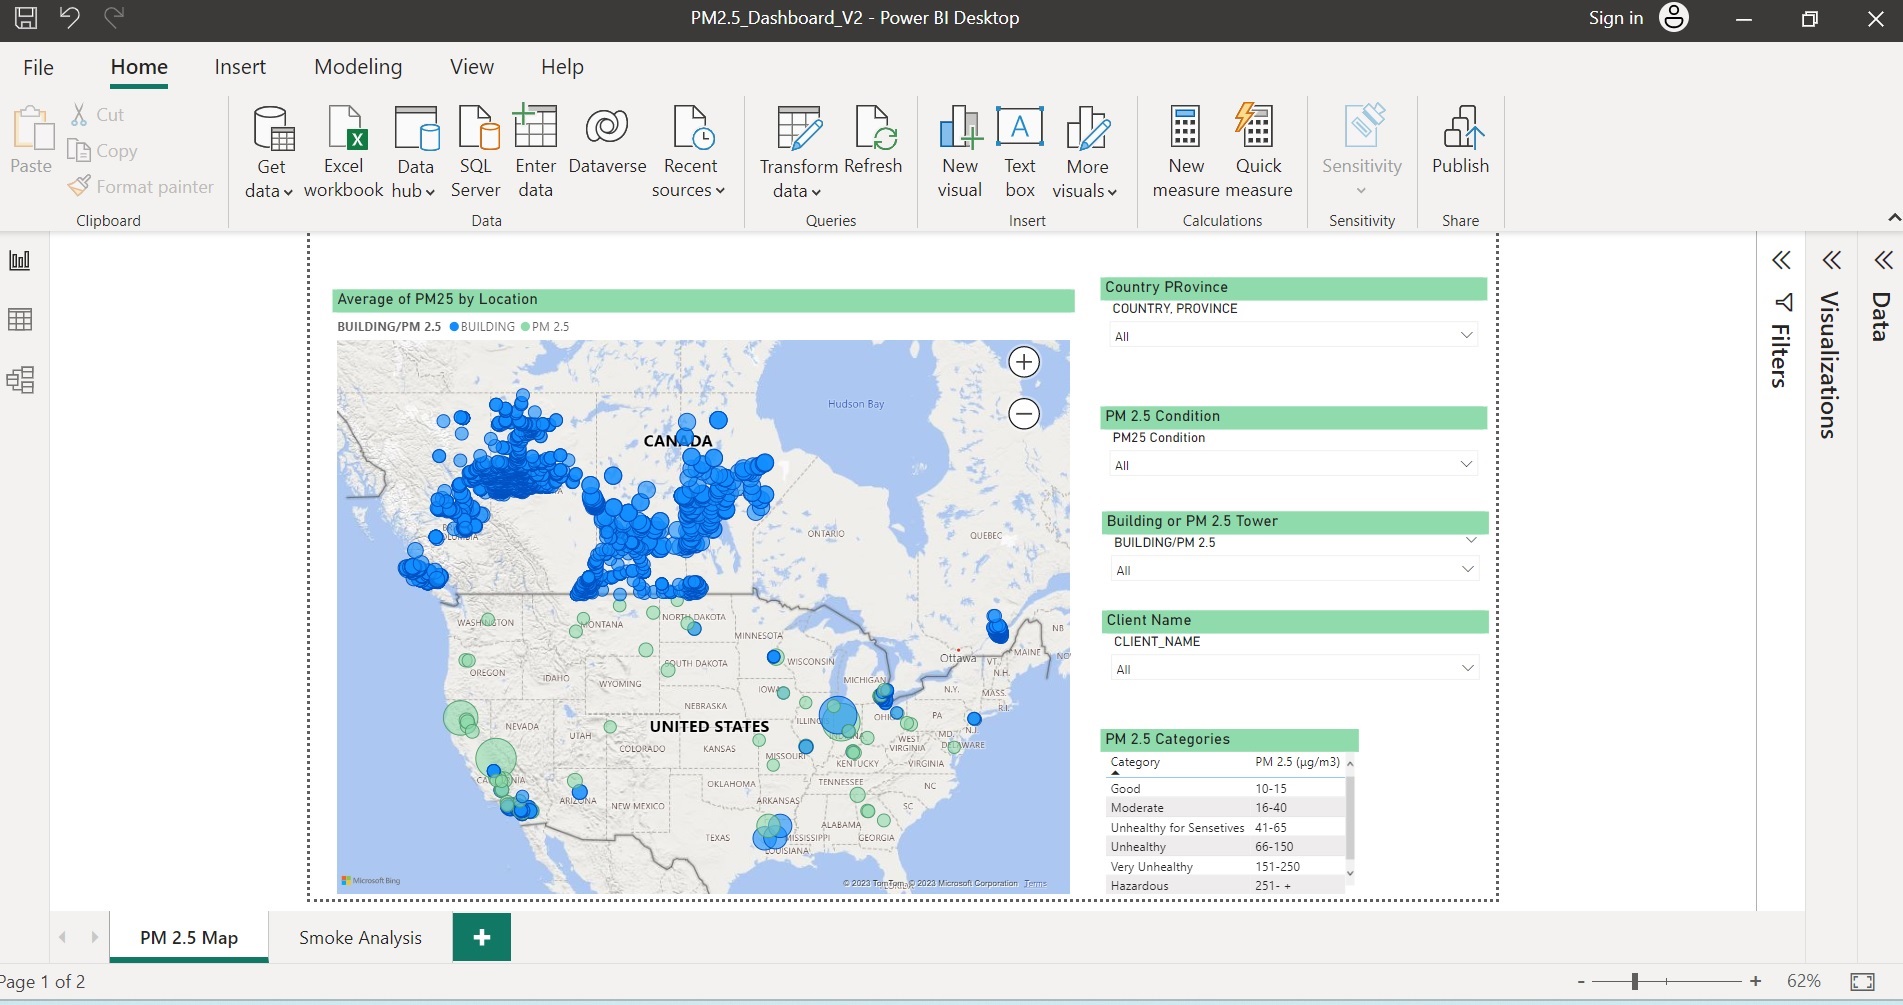 PM2.5_Dashboard_V2 - Power BI Desktop
Sign in
File
Home
Insert
Modeling
View
Help
Paste
Cut
Copy
Format painter
Clipboard
Get
data
Excel
workbook
Data
hub
SQL
Server
Enter
data
Dataverse
Recent
sources
Data
Transform
data
Refresh
Queries
New
visual
A
Text
box
More
visuals
Insert
New
measure
Quick
measure
Calculations
Sensitivity
Sensitivity
Publish
Share
Average of PM25 by Location
BUILDING/PM 2.5 BUILDING PM 2.5
Hudson Bay
CANADA
ONTARIO
QUEBEC
NB
MAINE
Ottawa
VT.
N.H.
MASS.
R.I.
N.Y.
WASHINGTON
MONTANA
NORTH DAKOTA
MINNESOTA
WISCONSIN
MICHIGAN
OREGON
IDAHO
SOUTH DAKOTA
WYOMING
IOWA
NEBRASKA
ILLINOIS
OHIO
PA
N.J.
NEVADA
UTAH
UNITED STATES
COLORADO
KANSAS
MISSOURI
WEST
VIRGINIA
MD.
DELAWARE
KENTUCKY
VIRGINIA
ARIZONA
NEW MEXICO
OKLAHOMA
TENNESSEE
NC
ARKANSAS
SC
TEXAS
MISSISSIPPI
ALABAMA
GEORGIA
LOUISIANA
Microsoft Bing
© 2023 TomTom, © 2023 Microsoft Corporation Terms
Country PRovince
COUNTRY, PROVINCE
All
PM 2.5 Condition
PM25 Condition
All
Building or PM 2.5 Tower
BUILDING/PM 2.5
All
Client Name
CLIENT_NAME
All
PM 2.5 Categories
Category PM 2.5 (µg/m3)
Good 10-15
Moderate 16-40
Unhealthy for Sensetives 41-65
Unhealthy 66-150
Very Unhealthy 151-250
Hazardous 251- +
Filters
Visualizations
Data
PM 2.5 Map
Smoke Analysis
+
Page 1 of 2
- + 62%